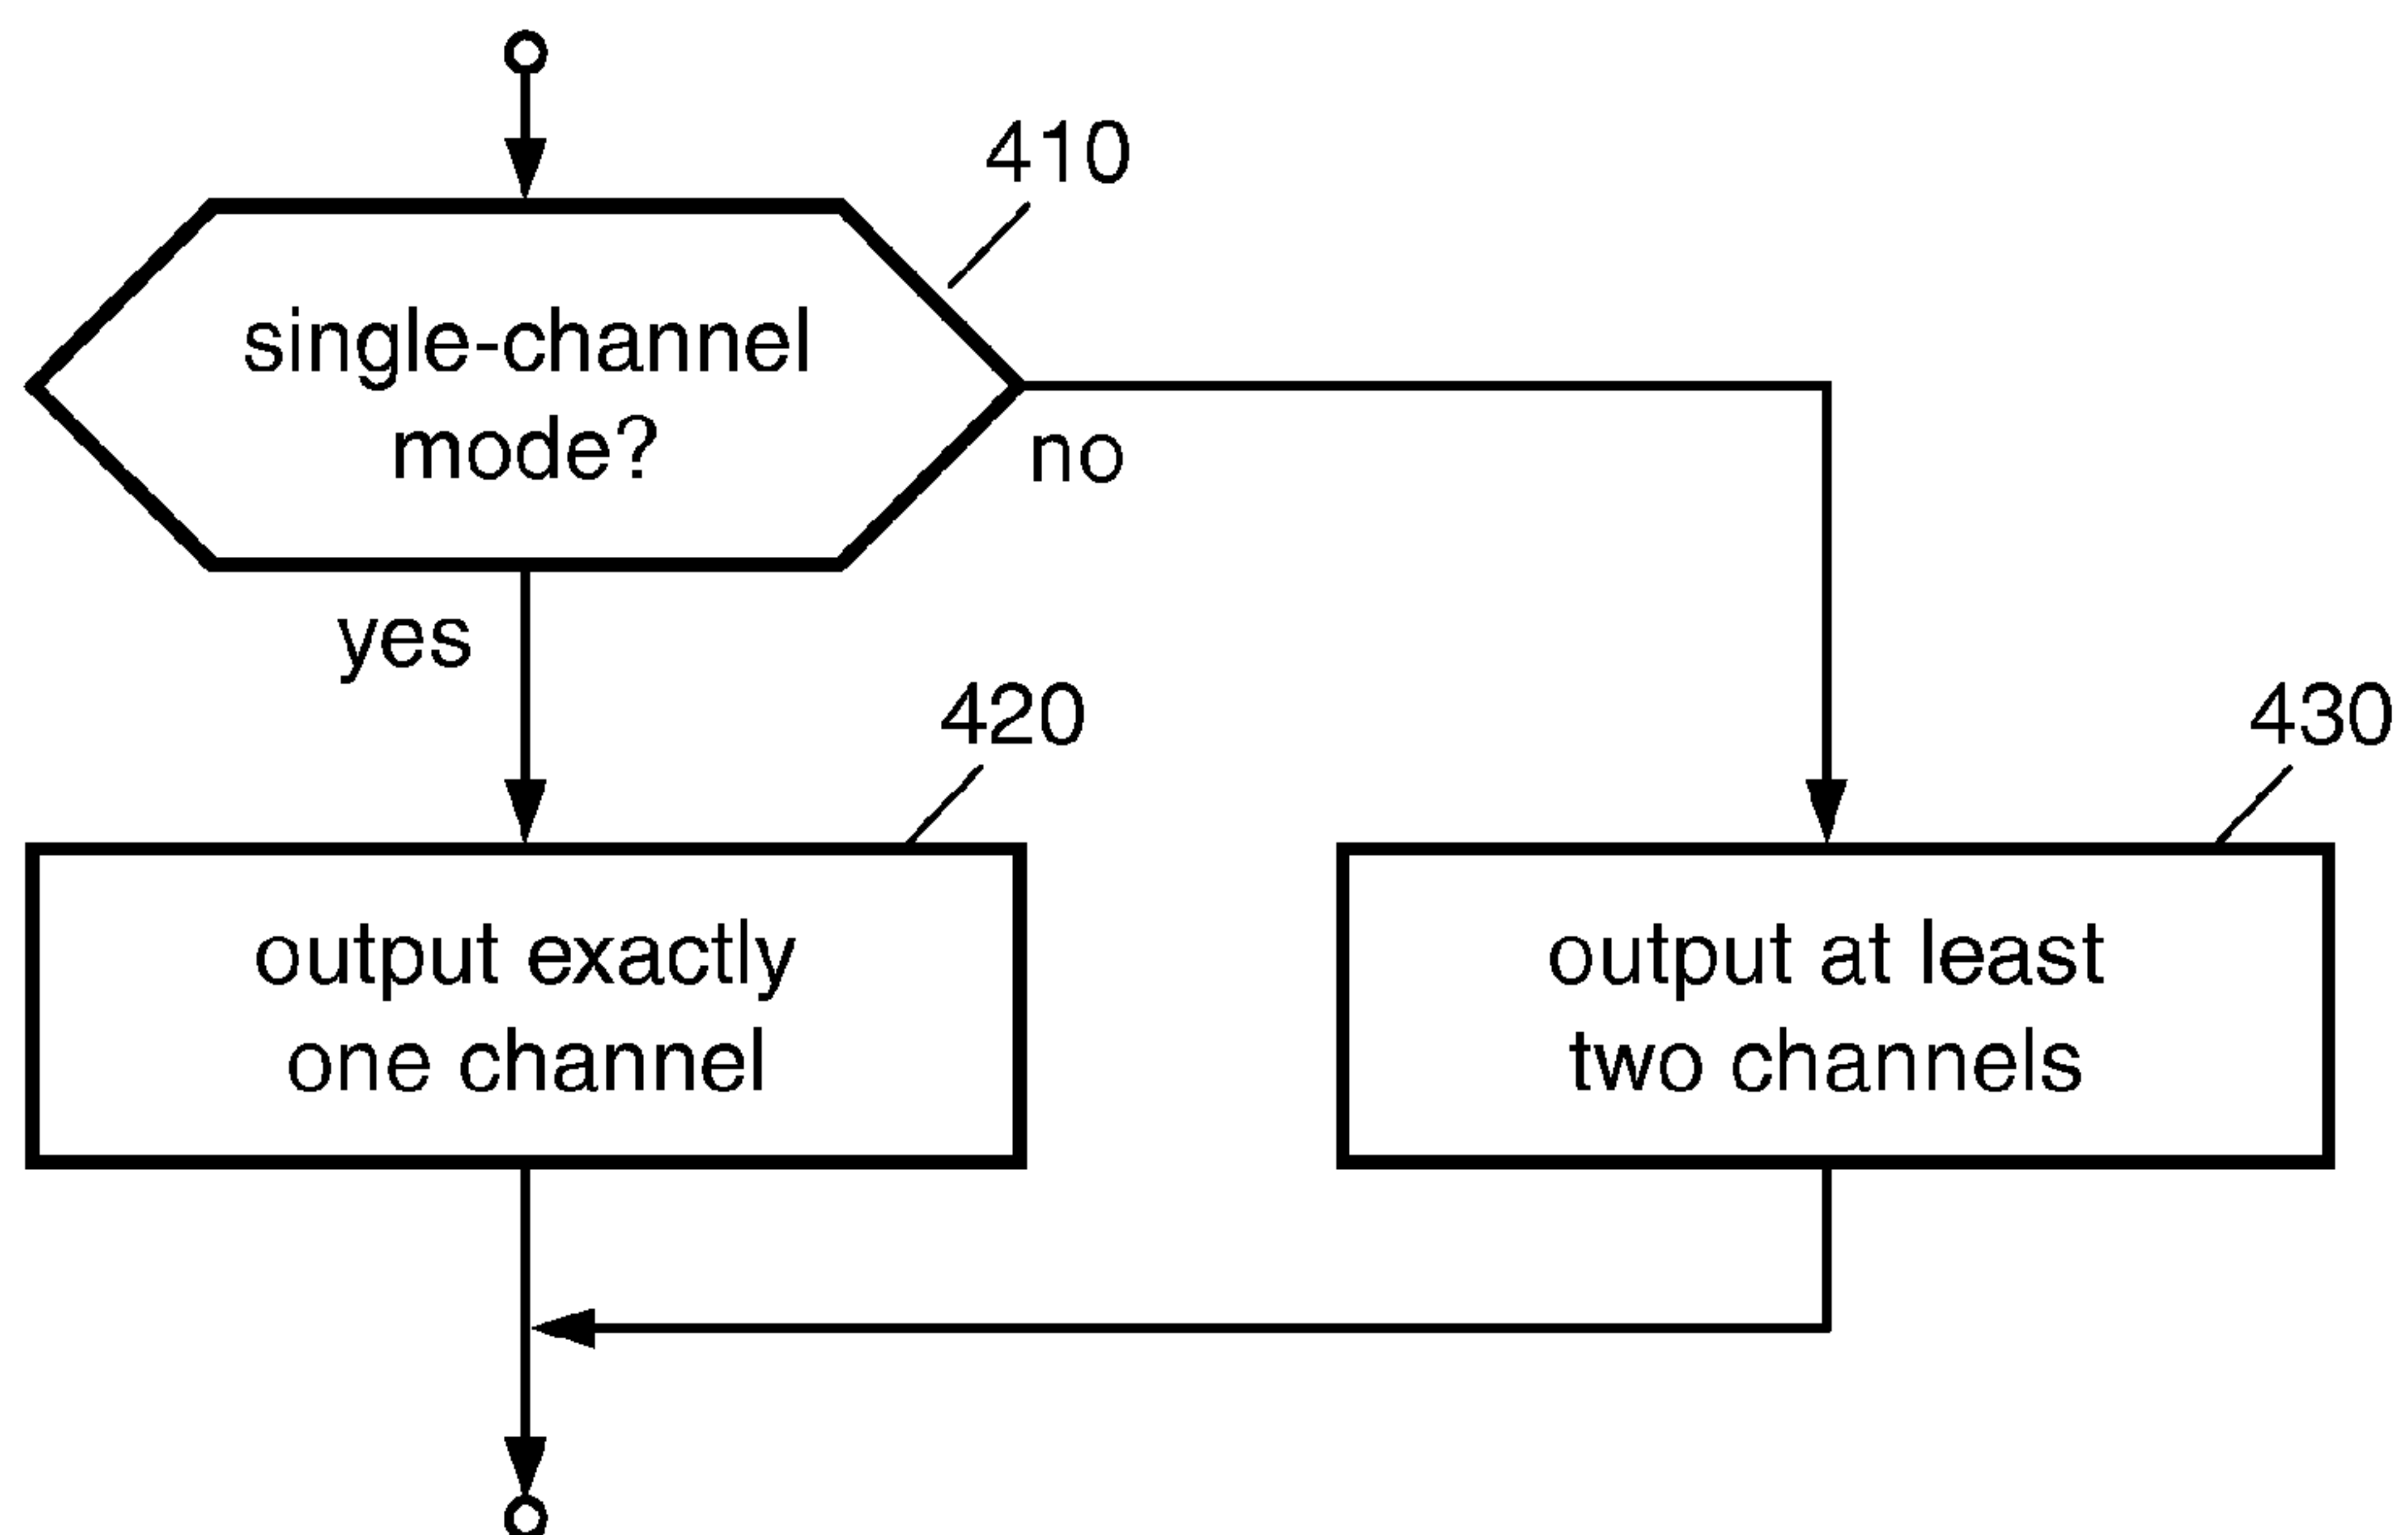 410
single-channel
mode?
no
yes
420
430
output exactly
one channel
output at least
two channels